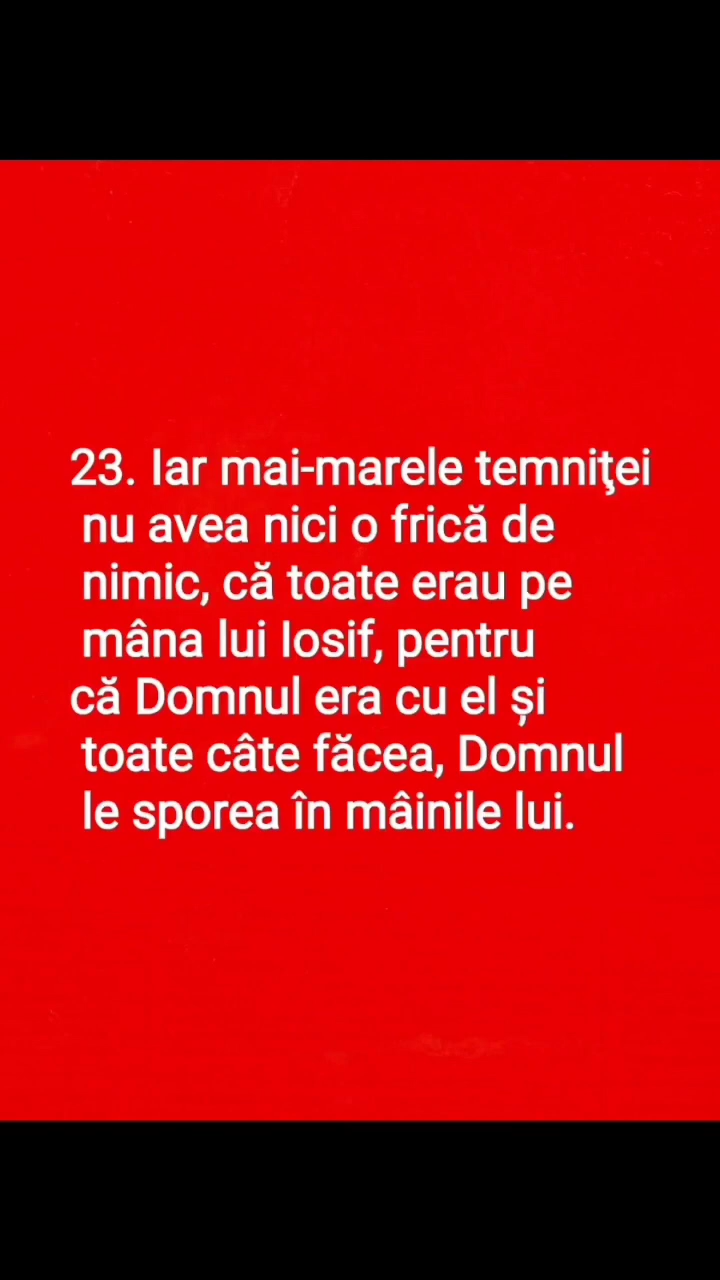 23. Iar mai-marele temniţei
nu avea nici o frică de
nimic, că toate erau pe
mâna lui Iosif, pentru
că Domnul era cu el și
toate câte făcea, Domnul
le sporea în mâinile lui.